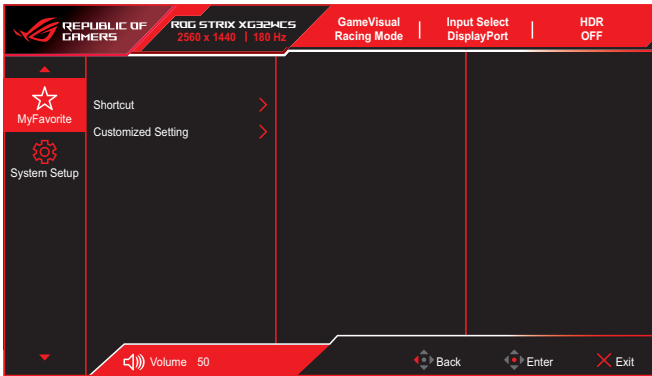 REPUBLIC OF
GAMERS
ROG STRIX XG32WCS
2560 x 1440 | 180 Hz
GameVisual
Racing Mode
Input Select
DisplayPort
HDR
OFF
MyFavorite
System Setup
Shortcut
Customized Setting
Volume 50
Back
Enter
Exit